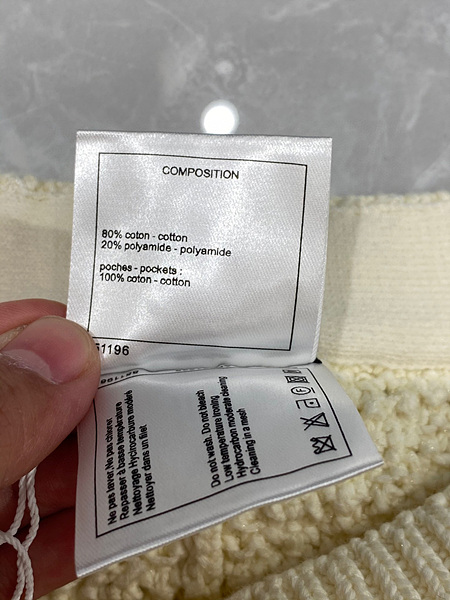 COMPOSITION
80% coton - cotton
20% polyamide - polyamide
poches - pockets :
100% coton - cotton
51196
Ne pas laver. Ne pas chlorer
Repasser à basse température
Nettoyage Hydrocarbure modéré
Nettoyer dans un filet
Do not wash. Do not bleach
Low temperature ironing
Hydrocarbon moderate cleaning
Cleaning in a mesh